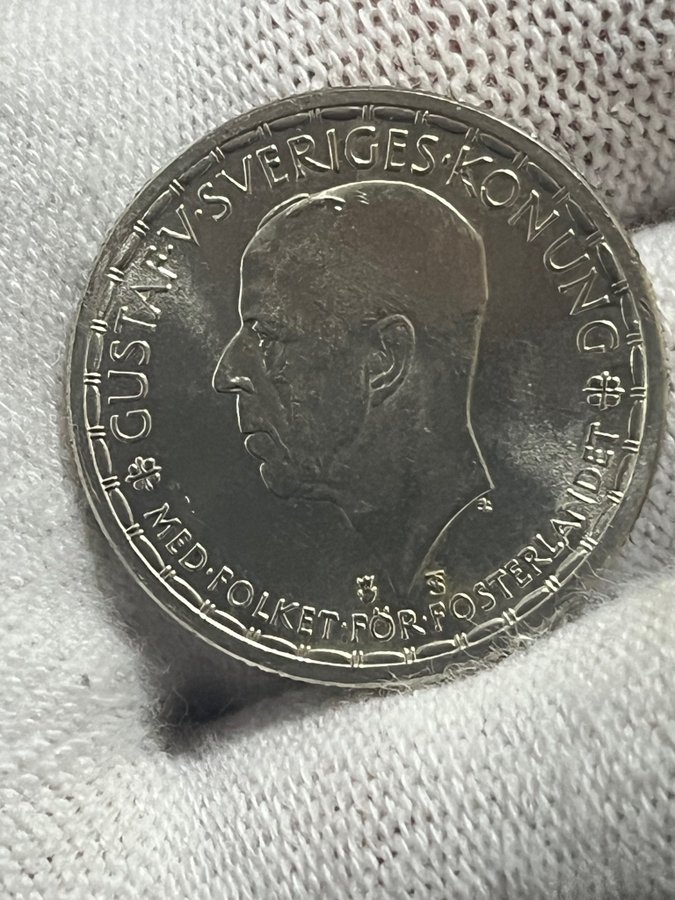 GUSTAF·V·SVERIGES·KONUNG
MED·FOLKET·FÖR·FOSTERLANDET